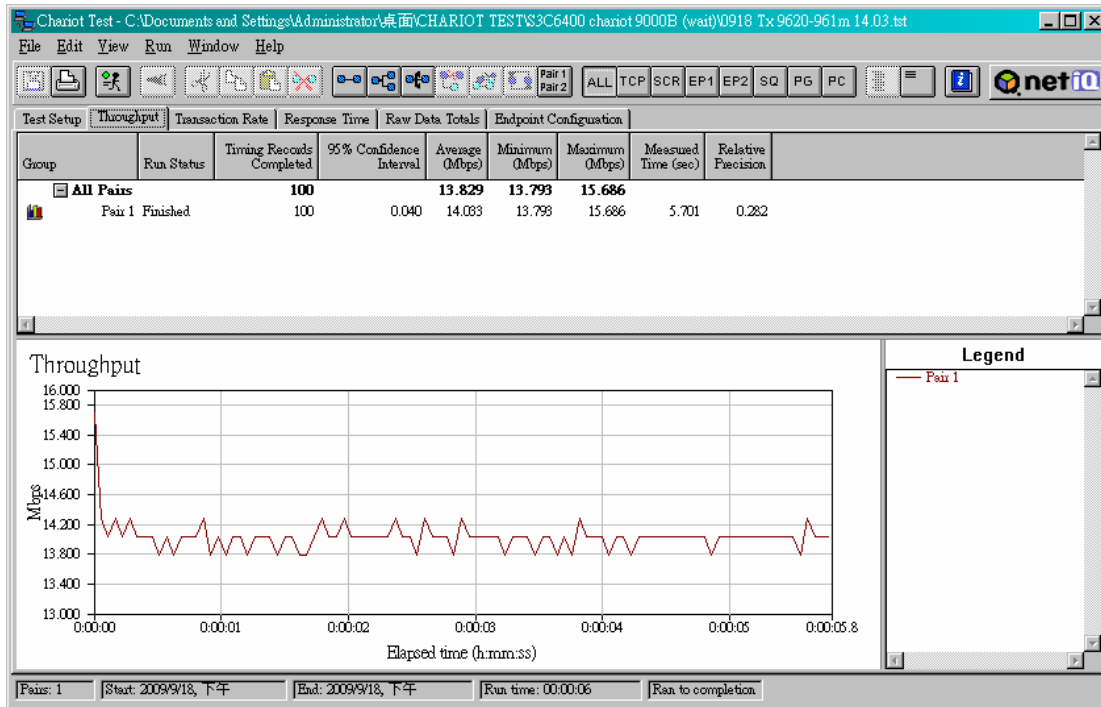 Chariot Test - C:\Documents and Settings\Administrator\桌面\CHARIOT TEST\S3C6400 chariot 9000B (wait)\0918 Tx 9620-961m 14.03.tst
File Edit View Run Window Help
Pair 1 Pair 2 ALL TCP SCR EP1 EP2 SQ PG PC i netiQ
Test Setup Throughput Transaction Rate Response Time Raw Data Totals Endpoint Configuration
Group Run Status Timing Records Completed 95% Confidence Interval Average (Mbps) Minimum (Mbps) Maximum (Mbps) Measured Time (sec) Relative Precision
All Pairs 100 13.829 13.793 15.686
Pair 1 Finished 100 0.040 14.033 13.793 15.686 5.701 0.282
Throughput
Legend
Pair 1
16.000
15.800
15.400
15.000
14.600
14.200
13.800
13.400
13.000
Mbps
0:00:00 0:00:01 0:00:02 0:00:03 0:00:04 0:00:05 0:00:05.8
Elapsed time (h:mm:ss)
Pairs: 1 Start: 2009/9/18, 下午 End: 2009/9/18, 下午 Run time: 00:00:06 Ran to completion